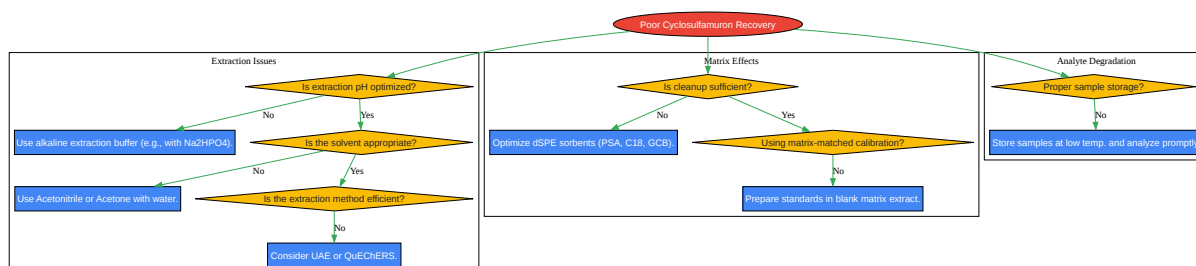 Poor Cyclosulfamuron Recovery
Extraction Issues
Matrix Effects
Analyte Degradation
Is extraction pH optimized?
Is cleanup sufficient?
Proper sample storage?
No
Yes
No
Yes
No
Use alkaline extraction buffer (e.g., with Na2HPO4).
Is the solvent appropriate?
Optimize dSPE sorbents (PSA, C18, GCB).
Using matrix-matched calibration?
Store samples at low temp. and analyze promptly.
No
Yes
No
Use Acetonitrile or Acetone with water.
Is the extraction method efficient?
Prepare standards in blank matrix extract.
No
Consider UAE or QuEChERS.